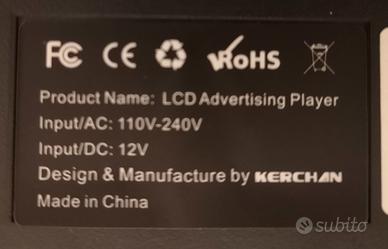 FC CE RoHS
Product Name: LCD Advertising Player
Input/AC: 110V-240V
Input/DC: 12V
Design & Manufacture by KERCHAN
Made in China
subito